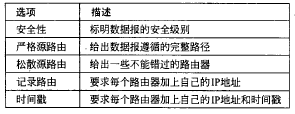 选项 描述
安全性 标明数据报的安全级别
严格源路由 给出数据报遵循的完整路径
松散源路由 给出一些不能错过的路由器
记录路由 要求每个路由器加上自己的IP地址
时间戳 要求每个路由器加上自己的IP地址和时间戳